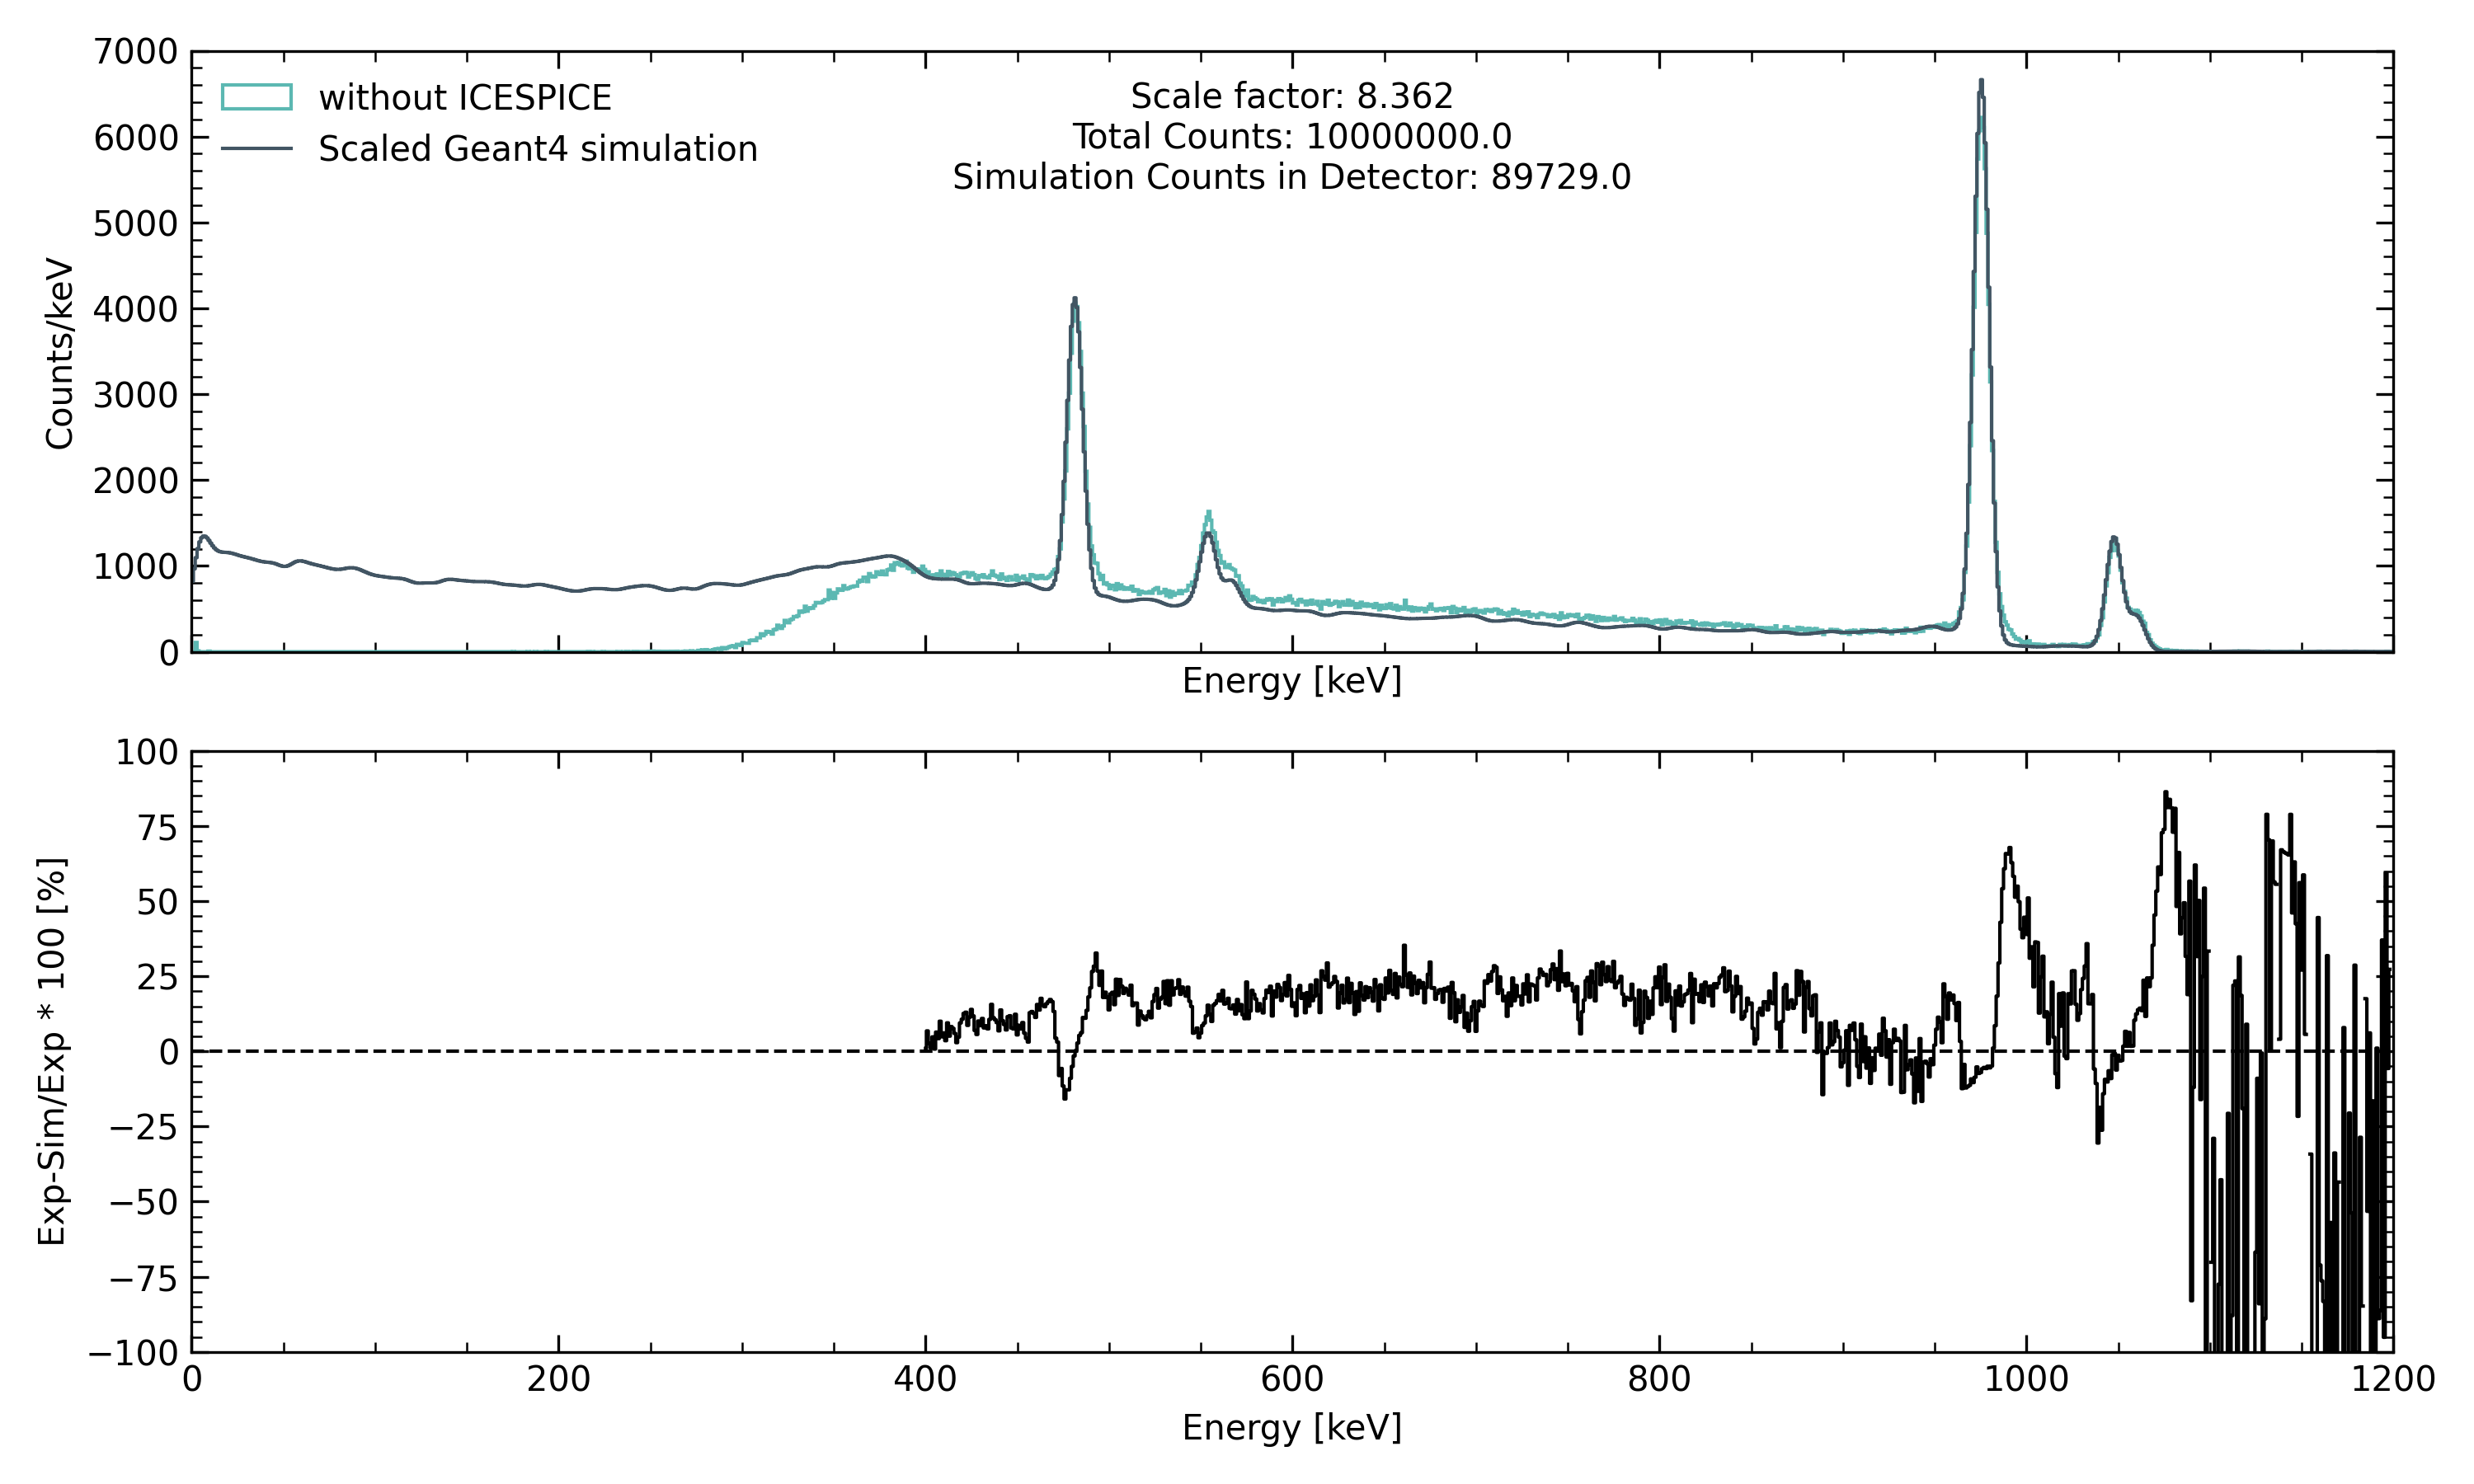 7000
6000
5000
4000
3000
2000
1000
0
Counts/keV
without ICESPICE
Scaled Geant4 simulation
Scale factor: 8.362
Total Counts: 10000000.0
Simulation Counts in Detector: 89729.0
Energy [keV]
100
75
50
25
0
−25
−50
−75
−100
Exp-Sim/Exp * 100 [%]
0 200 400 600 800 1000 1200
Energy [keV]